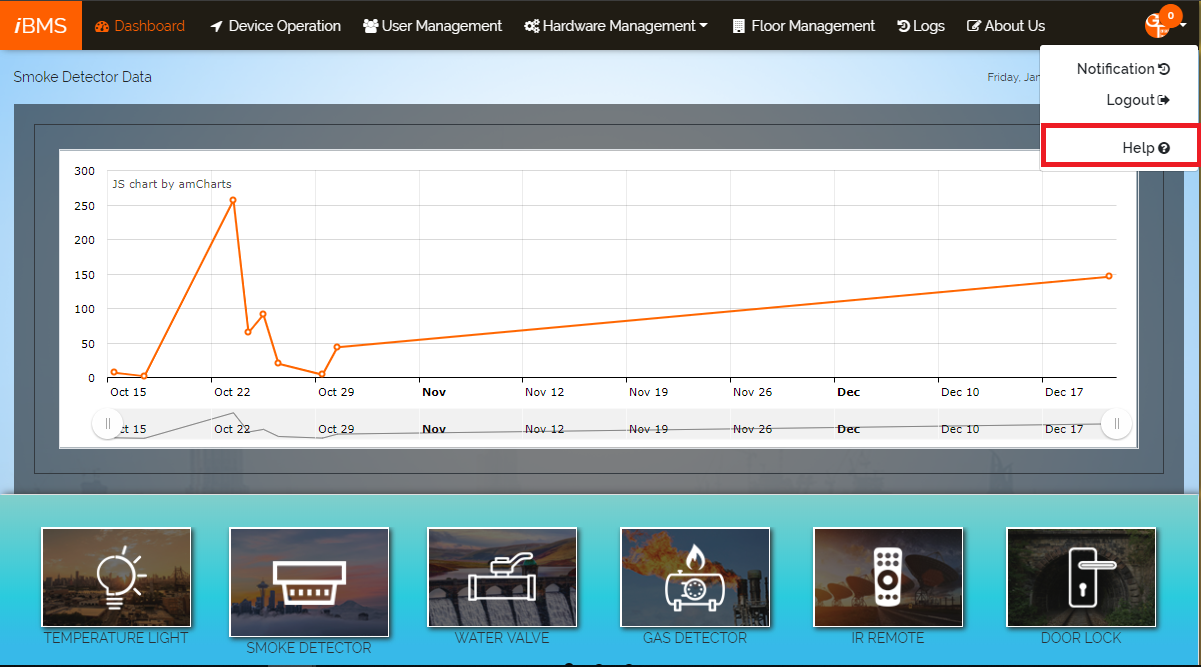 iBMS Dashboard Device Operation User Management Hardware Management Floor Management Logs About Us 0
Notification
Logout
Help
Smoke Detector Data Friday, Jan
JS chart by amCharts
300
250
200
150
100
50
0
Oct 15 Oct 22 Oct 29 Nov Nov 12 Nov 19 Nov 26 Dec Dec 10 Dec 17
ct 15 Oct 22 Oct 29 Nov Nov 12 Nov 19 Nov 26 Dec Dec 10 Dec 17
TEMPERATURE LIGHT SMOKE DETECTOR WATER VALVE GAS DETECTOR IR REMOTE DOOR LOCK